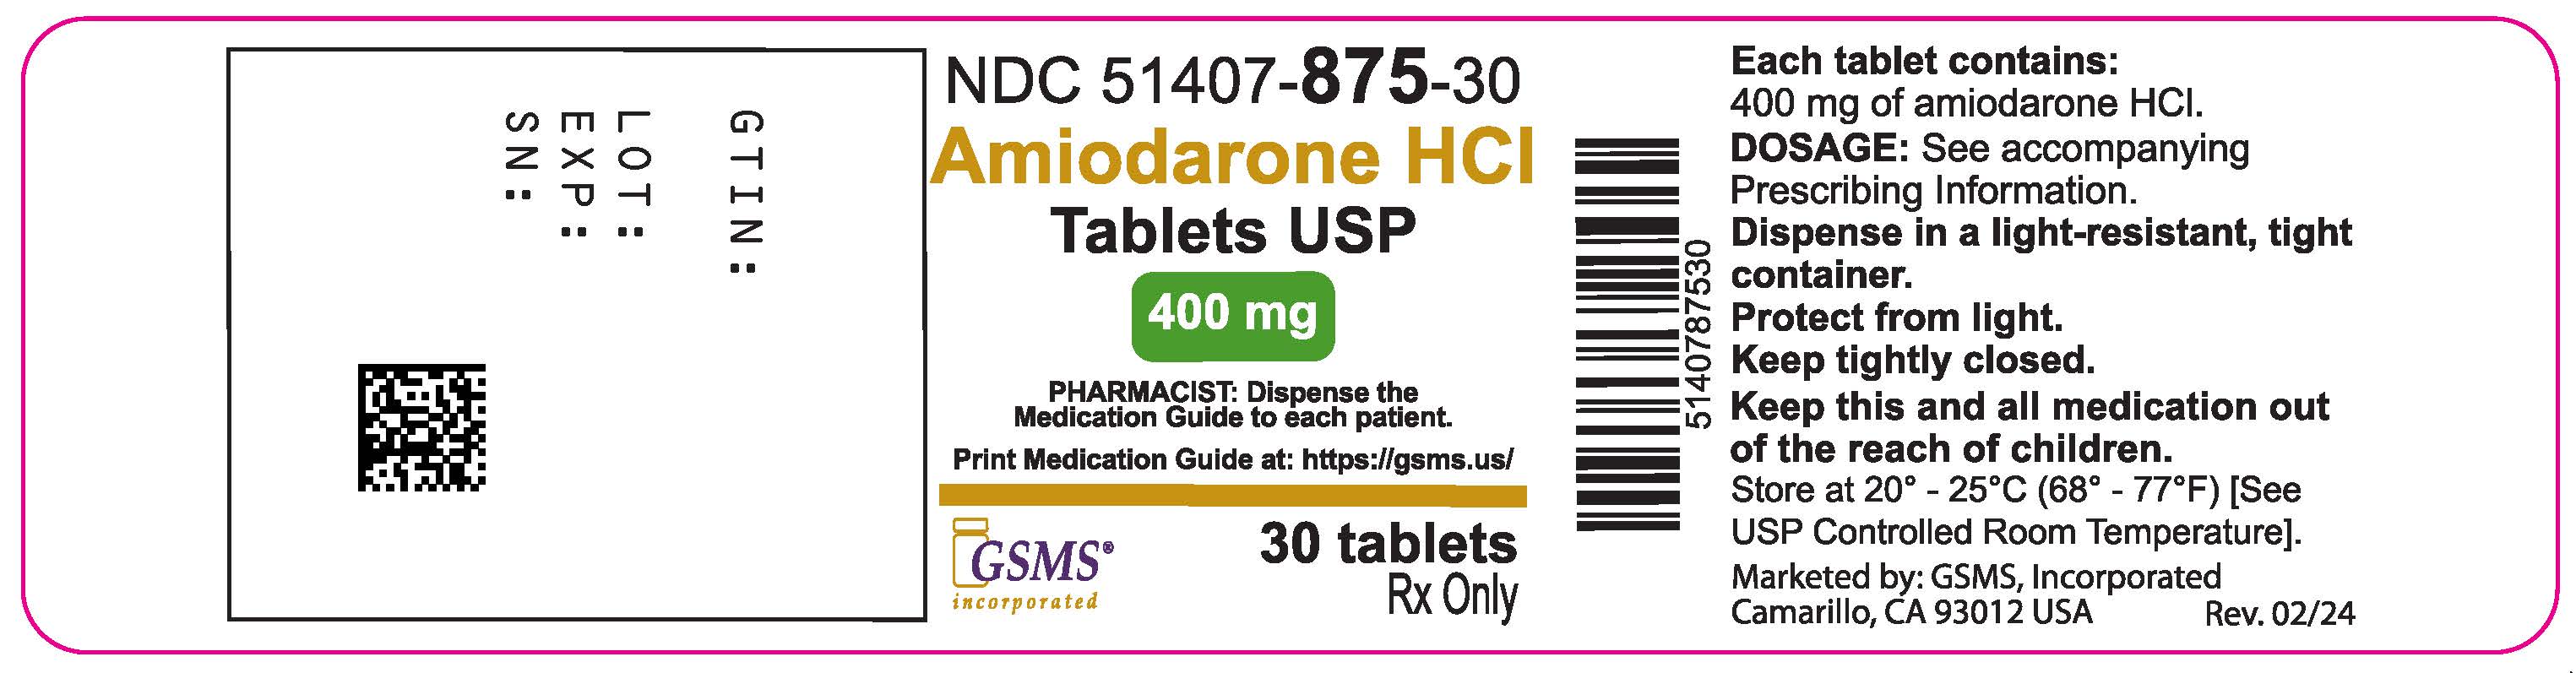 GTIN:
LOT:
EXP:
SN:
NDC 51407-875-30
Amiodarone HCl
Tablets USP
400 mg
PHARMACIST: Dispense the
Medication Guide to each patient.
Print Medication Guide at: https://gsms.us/
GSMS®
incorporated
30 tablets
Rx Only
5140787530
Each tablet contains:
400 mg of amiodarone HCl.
DOSAGE: See accompanying
Prescribing Information.
Dispense in a light-resistant, tight
container.
Protect from light.
Keep tightly closed.
Keep this and all medication out
of the reach of children.
Store at 20° - 25°C (68° - 77°F) [See
USP Controlled Room Temperature].
Marketed by: GSMS, Incorporated
Camarillo, CA 93012 USA Rev. 02/24